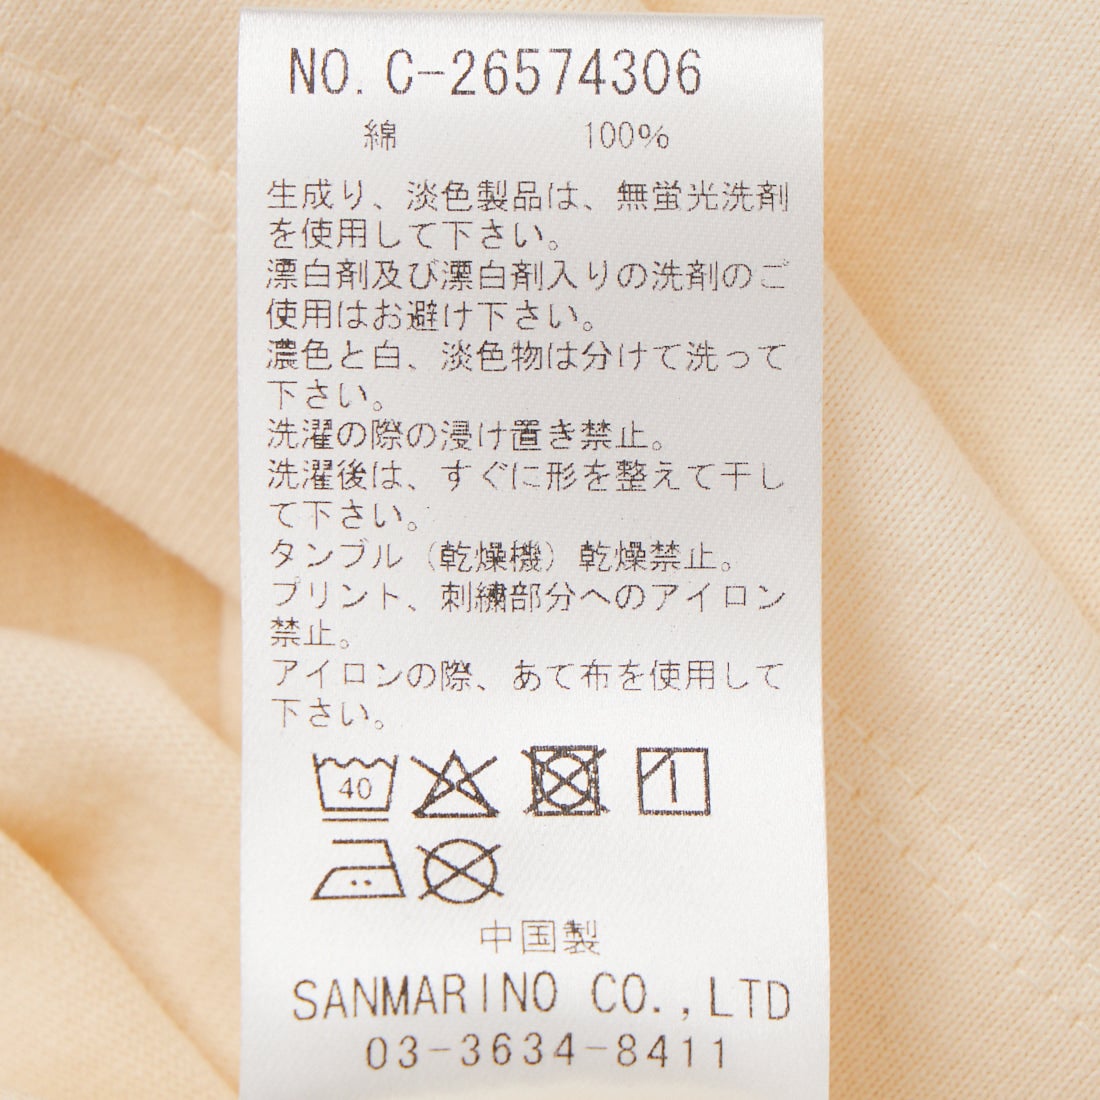 NO. C-26574306
綿 100%
生成り、淡色製品は、無蛍光洗剤
を使用して下さい。
漂白剤及び漂白剤入りの洗剤のご
使用はお避け下さい。
濃色と白、淡色物は分けて洗って
下さい。
洗濯の際の浸け置き禁止。
洗濯後は、すぐに形を整えて干し
て下さい。
タンブル（乾燥機）乾燥禁止。
プリント、刺繍部分へのアイロン
禁止。
アイロンの際、あて布を使用して
下さい。
40
中国製
SANMARINO CO.,LTD
03-3634-8411